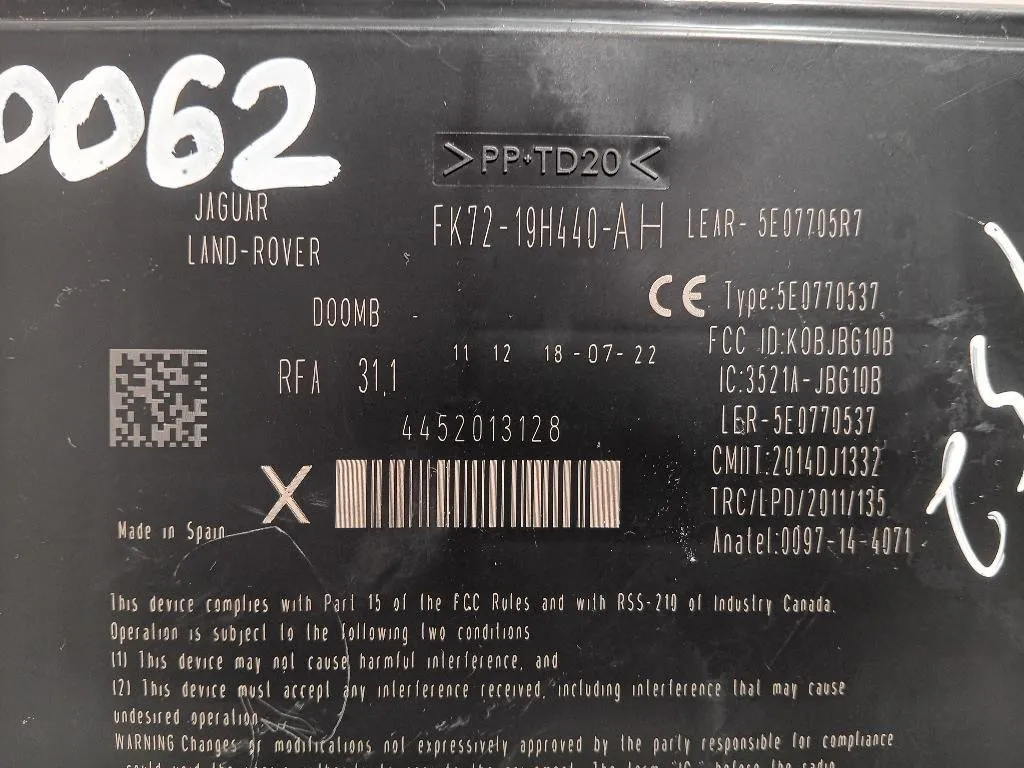 0062
>PP+TD20<
JAGUAR
LAND-ROVER
FK72-19H440-AH
LEAR- 5E07705R7
D00MB
CE Type:5E0770537
FCC ID:KOBJBG10B
IC:3521A-JBG10B
LGR-5E0770537
CMIIT:2014DJ1332
TRC/LPD/2011/135
Anatel:0097-14-4071
11 12 18-07-22
RFA 31,1
4452013128
X
Made in Spain
This device complies with Part 15 of the FCC Rules and with RSS-210 of Industry Canada.
Operation is subject to the following two conditions
(1) This device may not cause harmful interference, and
(2) This device must accept any interference received, including interference that may cause
undesired operation.
WARNING Changes or modifications not expressively approved by the party responsible for compliance